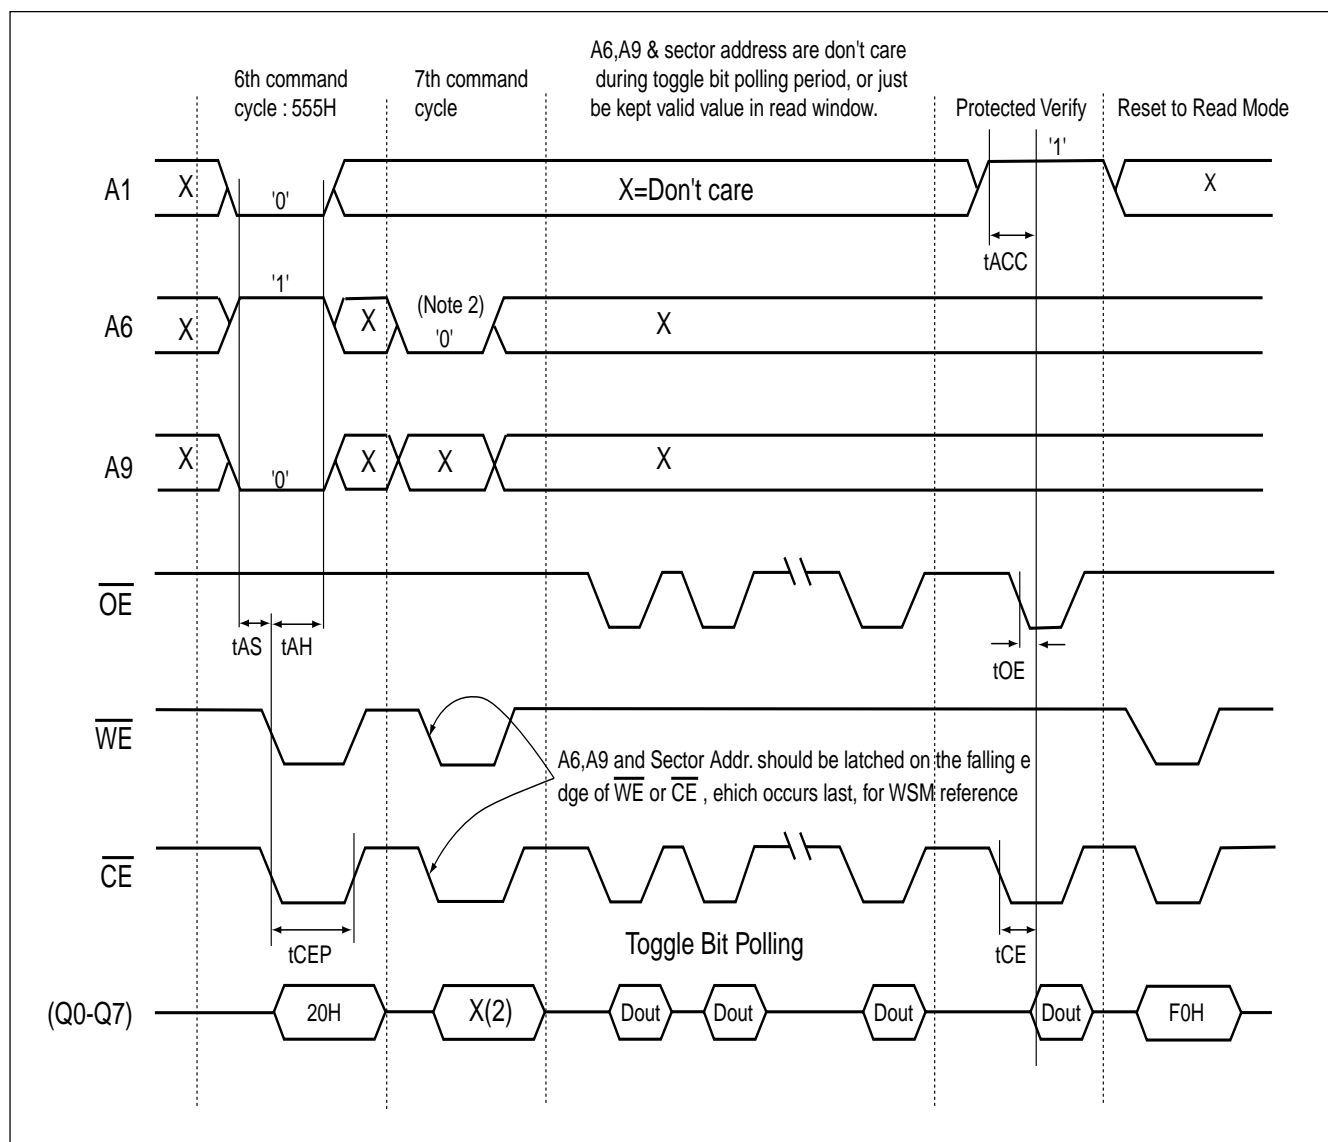 A6,A9 & sector address are don't care
during toggle bit polling period, or just
be kept valid value in read window.
6th command
cycle : 555H
7th command
cycle
Protected Verify
Reset to Read Mode
A1
X
'0'
X=Don't care
'1'
X
tACC
A6
X
'1'
X
(Note 2)
'0'
X
A9
X
'0'
X
X
X
OE
tAS
tAH
tOE
WE
A6,A9 and Sector Addr. should be latched on the falling e
dge of WE or CE , ehich occurs last, for WSM reference
CE
tCEP
Toggle Bit Polling
tCE
(Q0-Q7)
20H
X(2)
Dout
Dout
Dout
Dout
F0H